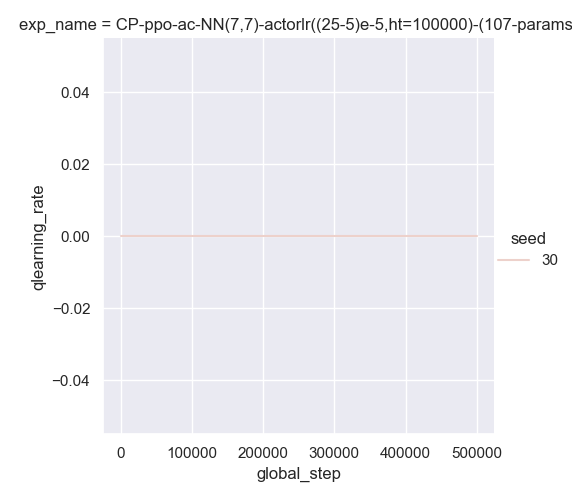 exp_name = CP-ppo-ac-NN(7,7)-actorlr((25-5)e-5,ht=100000)-(107-params
0.04
0.02
0.00
−0.02
−0.04
qlearning_rate
seed
30
0 100000 200000 300000 400000 500000
global_step